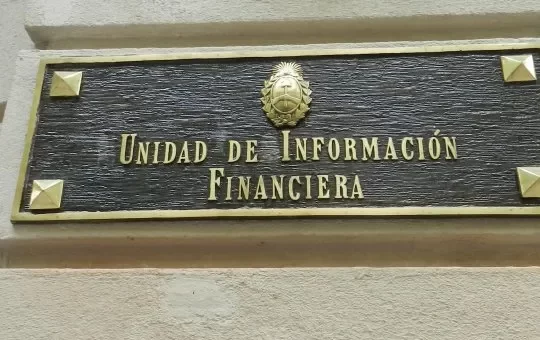 Unidad de Información
Financiera